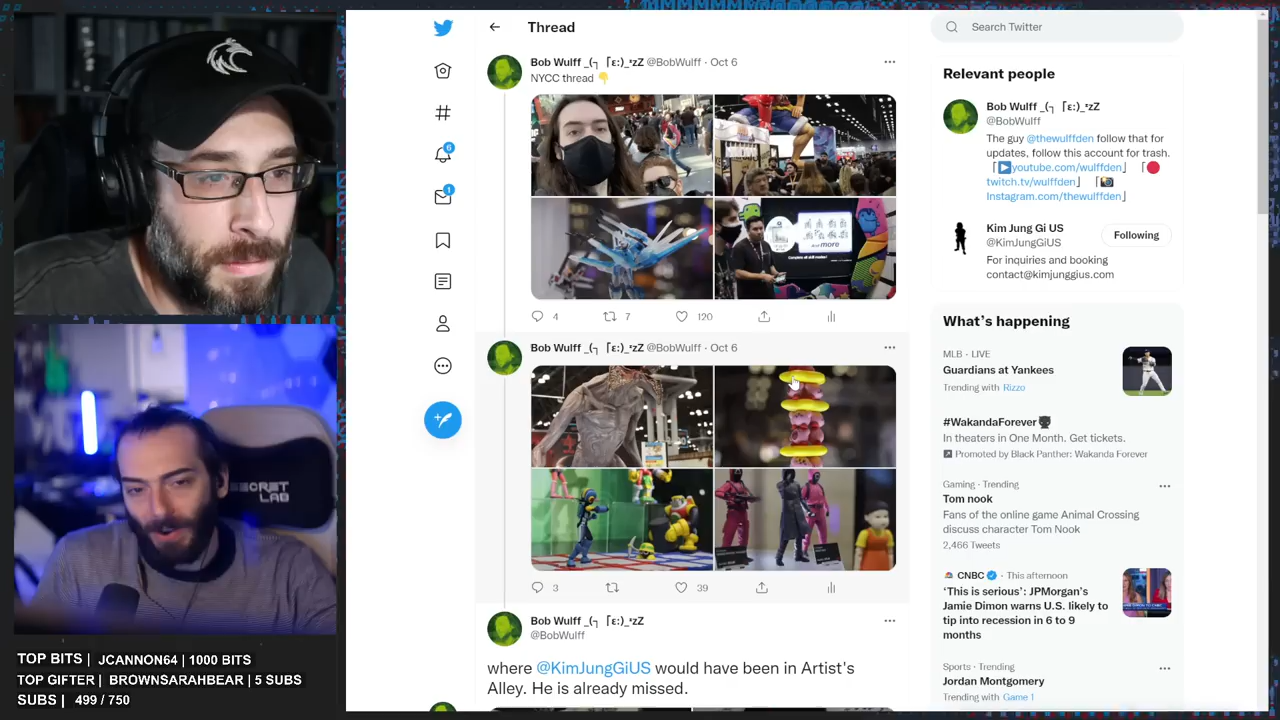 Thread
Bob Wulff _(┐「ε:)_ᶻzZ @BobWulff · Oct 6
NYCC thread 👇
more
4
7
120
Bob Wulff _(┐「ε:)_ᶻzZ @BobWulff · Oct 6
3
39
Bob Wulff _(┐「ε:)_ᶻzZ
@BobWulff
where @KimJungGiUS would have been in Artist's
Alley. He is already missed.
6
1
Search Twitter
Relevant people
Bob Wulff _(┐「ε:)_ᶻzZ
@BobWulff
The guy @thewulffden follow that for
updates, follow this account for trash.
「▶️youtube.com/wulffden」 「🔴
twitch.tv/wulffden」 「📷
Instagram.com/thewulffden」
Kim Jung Gi US
@KimJungGiUS
Following
For inquiries and booking
contact@kimjunggius.com
What's happening
MLB · LIVE
Guardians at Yankees
Trending with Rizzo
#WakandaForever
In theaters in One Month. Get tickets.
Promoted by Black Panther: Wakanda Forever
Gaming · Trending
Tom nook
Fans of the online game Animal Crossing
discuss character Tom Nook
2,466 Tweets
CNBC · This afternoon
'This is serious': JPMorgan's
Jamie Dimon warns U.S. likely to
tip into recession in 6 to 9
months
Sports · Trending
Jordan Montgomery
Trending with Game 1
LAB
TOP BITS | JCANNON64 | 1000 BITS
TOP GIFTER | BROWNSARAHBEAR | 5 SUBS
SUBS | 499 / 750